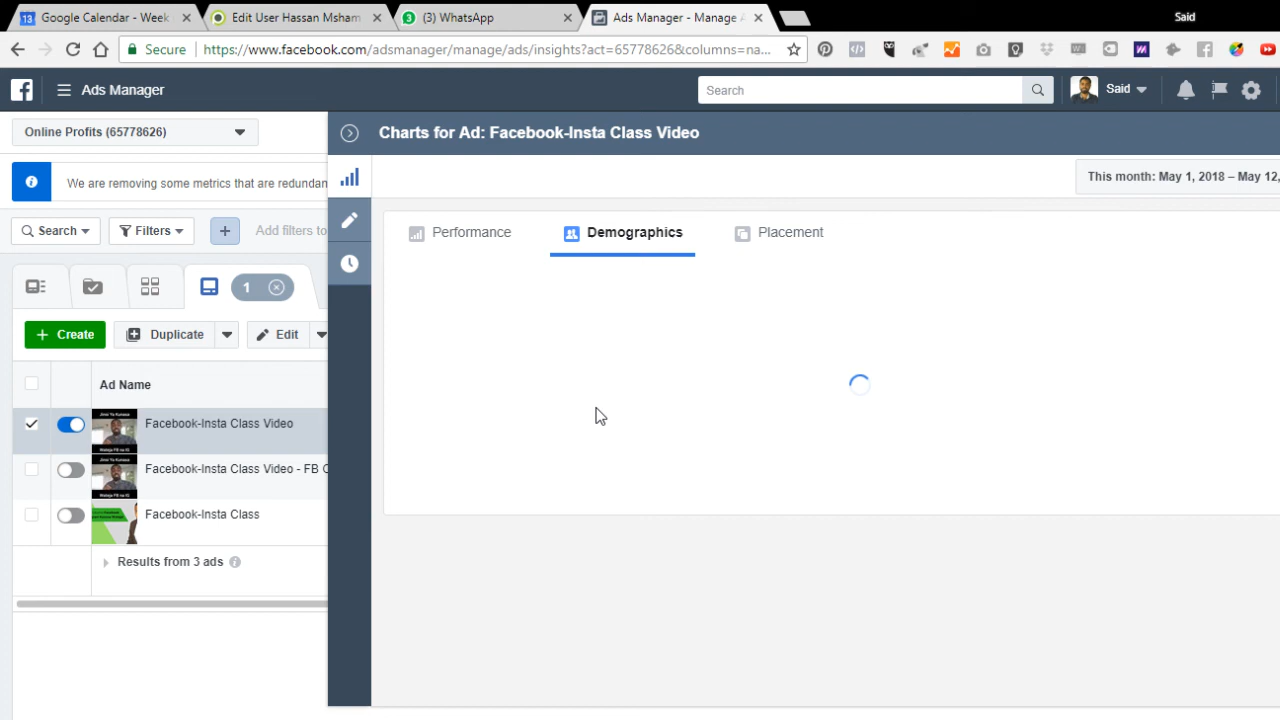 Said
Google Calendar - Week
Edit User Hassan Msham
(3) WhatsApp
Ads Manager - Manage A
Secure
https://www.facebook.com/adsmanager/manage/ads/insights?act=65778626&columns=na...
Ads Manager
Search
Said
Online Profits (65778626)
Charts for Ad: Facebook-Insta Class Video
We are removing some metrics that are redundan
This month: May 1, 2018 – May 12,
Search
Filters
Add filters to
Performance
Demographics
Placement
1
Create
Duplicate
Edit
Ad Name
Facebook-Insta Class Video
Facebook-Insta Class Video - FB C
Facebook-Insta Class
Results from 3 ads